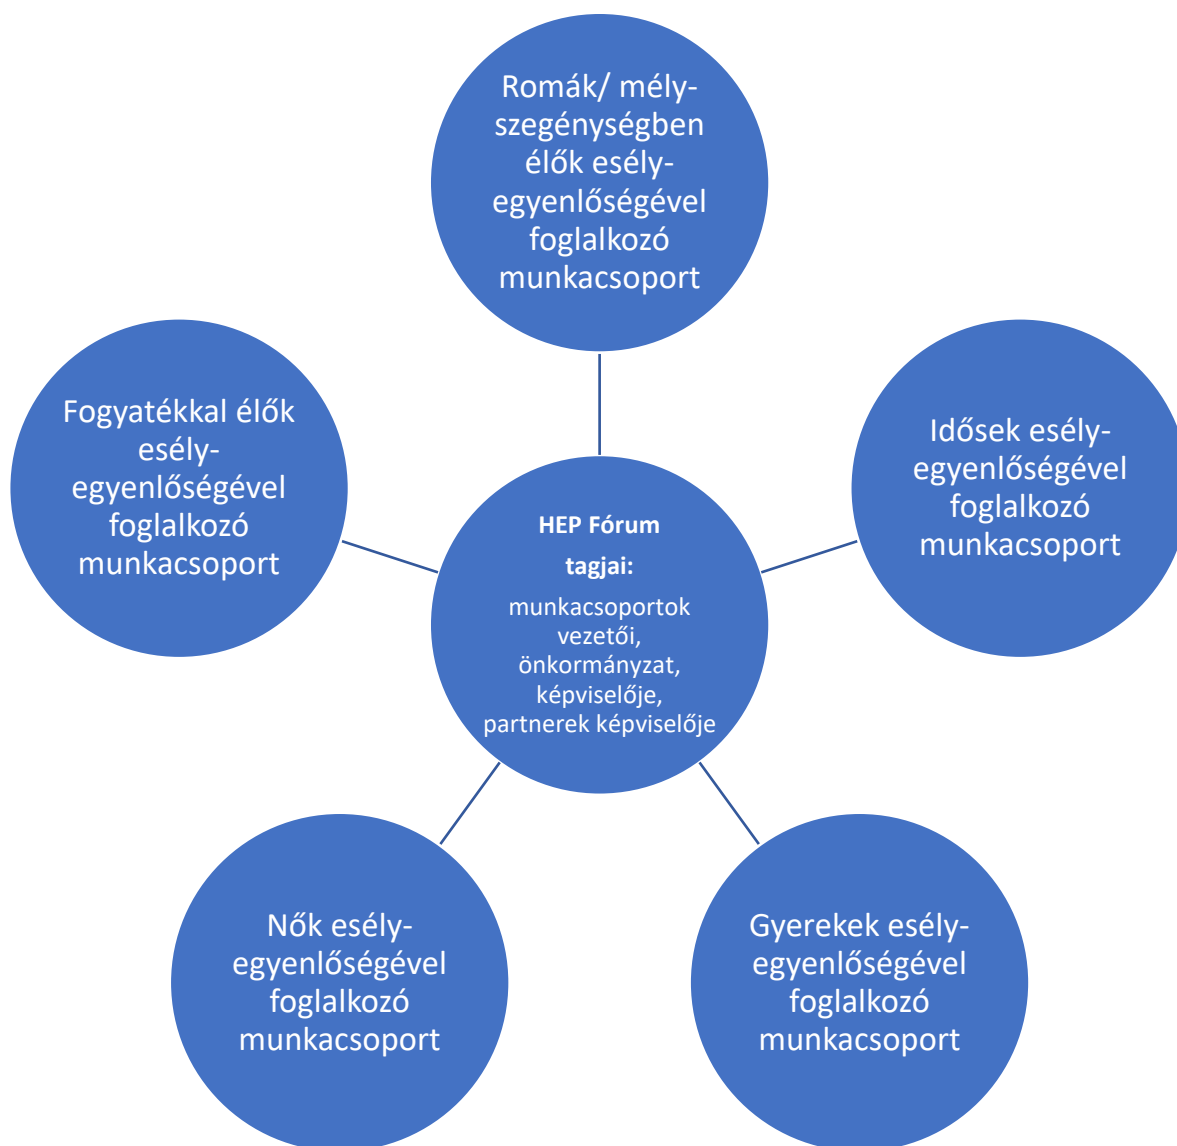 Romák/ mély-
szegénységben
élők esély-
egyenlőségével
foglalkozó
munkacsoport
Fogyatékkal élők
esély-
egyenlőségével
foglalkozó
munkacsoport
Idősek esély-
egyenlőségével
foglalkozó
munkacsoport
HEP Fórum
tagjai:
munkacsoportok
vezetői,
önkormányzat,
képviselője,
partnerek képviselője
Nők esély-
egyenlőségével
foglalkozó
munkacsoport
Gyerekek esély-
egyenlőségével
foglalkozó
munkacsoport